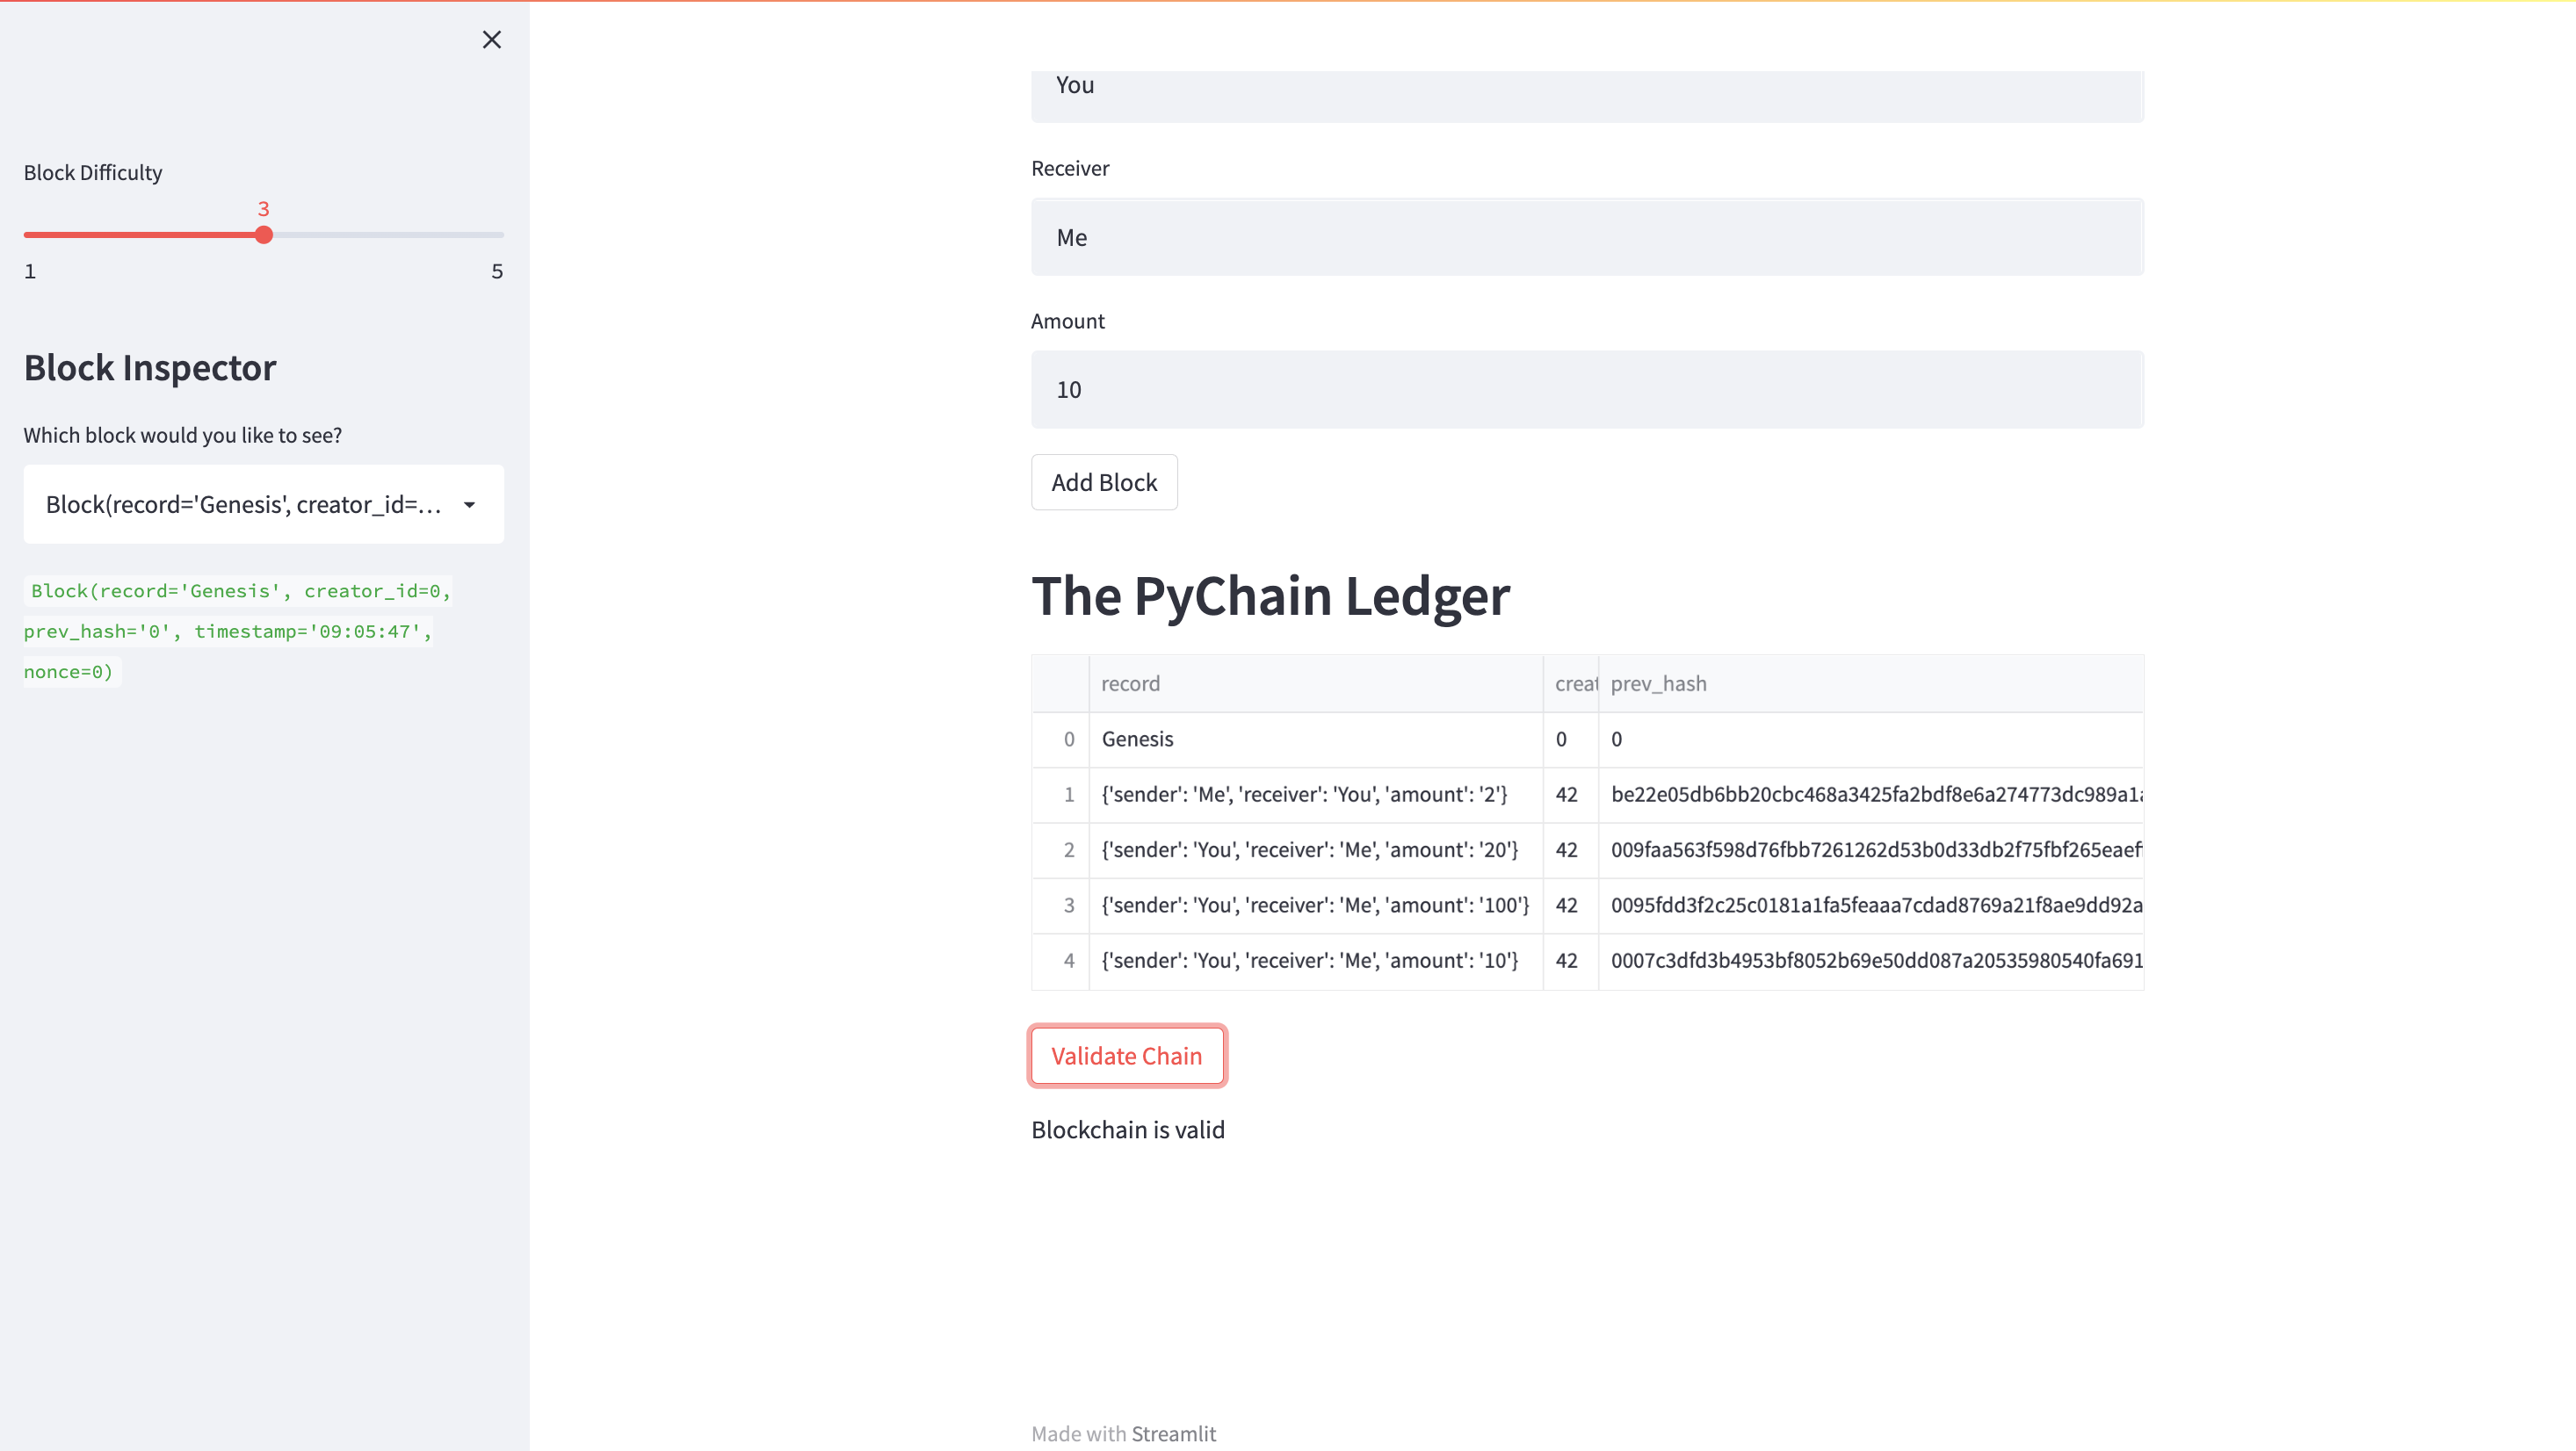 Block Difficulty
3
1 5
Block Inspector
Which block would you like to see?
Block(record='Genesis', creator_id=...
Block(record='Genesis', creator_id=0,
prev_hash='0', timestamp='09:05:47',
nonce=0)
You
Receiver
Me
Amount
10
Add Block
The PyChain Ledger
record creat prev_hash
0 Genesis 0 0
1 {'sender': 'Me', 'receiver': 'You', 'amount': '2'} 42 be22e05db6bb20cbc468a3425fa2bdf8e6a274773dc989a1a
2 {'sender': 'You', 'receiver': 'Me', 'amount': '20'} 42 009faa563f598d76fbb7261262d53b0d33db2f75fbf265eaef
3 {'sender': 'You', 'receiver': 'Me', 'amount': '100'} 42 0095fdd3f2c25c0181a1fa5feaaa7cdad8769a21f8ae9dd92a
4 {'sender': 'You', 'receiver': 'Me', 'amount': '10'} 42 0007c3dfd3b4953bf8052b69e50dd087a20535980540fa691
Validate Chain
Blockchain is valid
Made with Streamlit